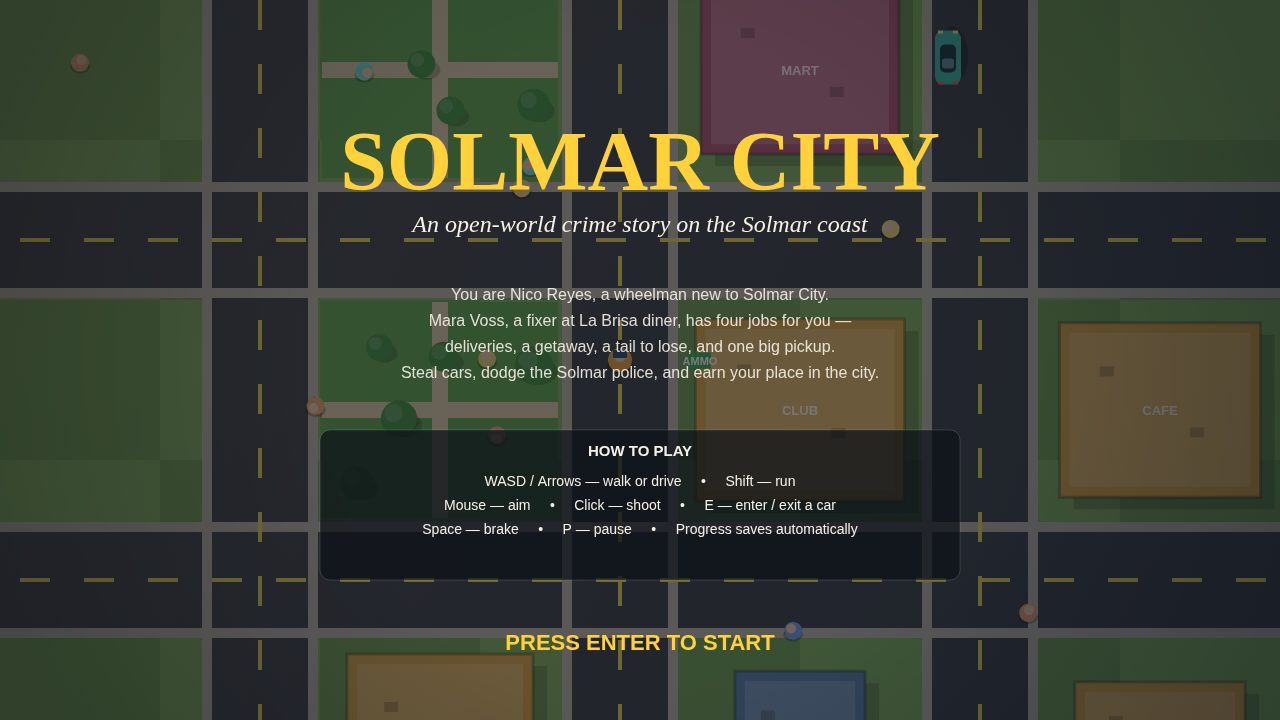 MART
SOLMAR CITY
An open-world crime story on the Solmar coast
You are Nico Reyes, a wheelman new to Solmar City.
Mara Voss, a fixer at La Brisa diner, has four jobs for you —
deliveries, a getaway, a tail to lose, and one big pickup.
AMMO
Steal cars, dodge the Solmar police, and earn your place in the city.
CLUB
CAFE
HOW TO PLAY
WASD / Arrows — walk or drive • Shift — run
Mouse — aim • Click — shoot • E — enter / exit a car
Space — brake • P — pause • Progress saves automatically
PRESS ENTER TO START